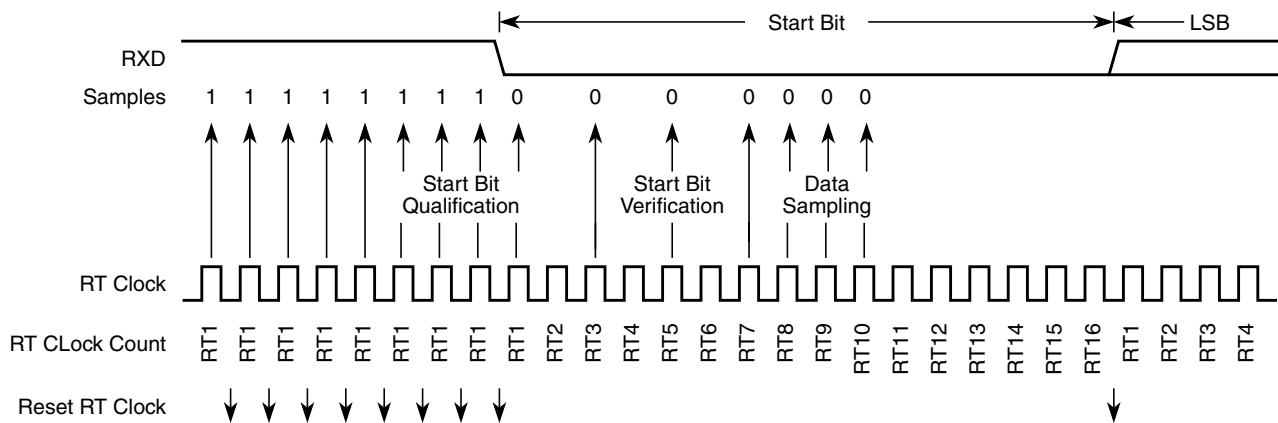 Start Bit LSB
RXD
Samples 1 1 1 1 1 1 1 1 0 0 0 0 0 0 0
Start Bit Qualification
Start Bit Verification
Data Sampling
RT Clock
RT CLock Count RT1 RT1 RT1 RT1 RT1 RT1 RT1 RT1 RT1 RT2 RT3 RT4 RT5 RT6 RT7 RT8 RT9 RT10 RT11 RT12 RT13 RT14 RT15 RT16 RT1 RT2 RT3 RT4
Reset RT Clock